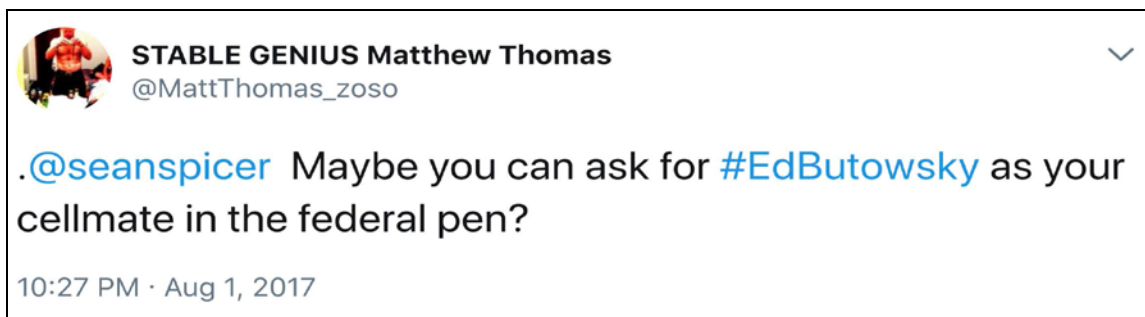 STABLE GENIUS Matthew Thomas
@MattThomas_zoso
.@seanspicer Maybe you can ask for #EdButowsky as your
cellmate in the federal pen?
10:27 PM · Aug 1, 2017